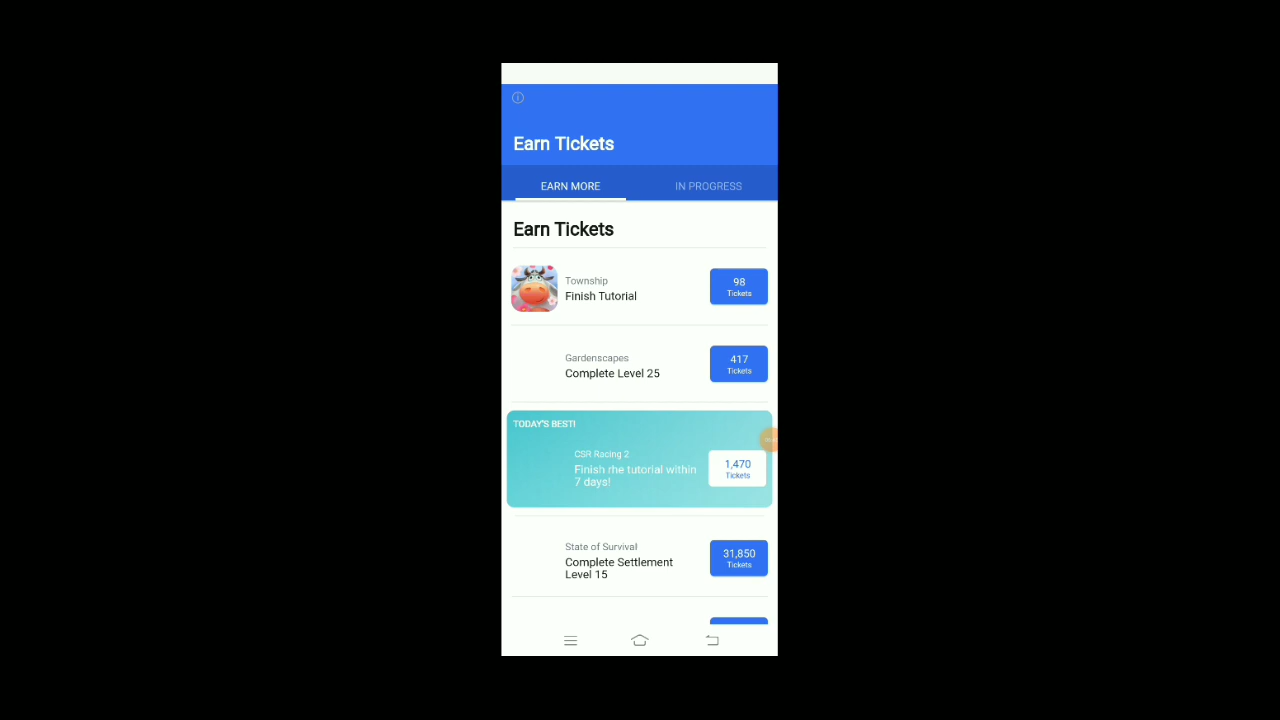 Earn Tickets
EARN MORE
IN PROGRESS
Earn Tickets
Township
Finish Tutorial
98
Tickets
Gardenscapes
Complete Level 25
417
Tickets
TODAY'S BEST!
CSR Racing 2
Finish rhe tutorial within
7 days!
1,470
Tickets
State of Survival
Complete Settlement
Level 15
31,850
Tickets